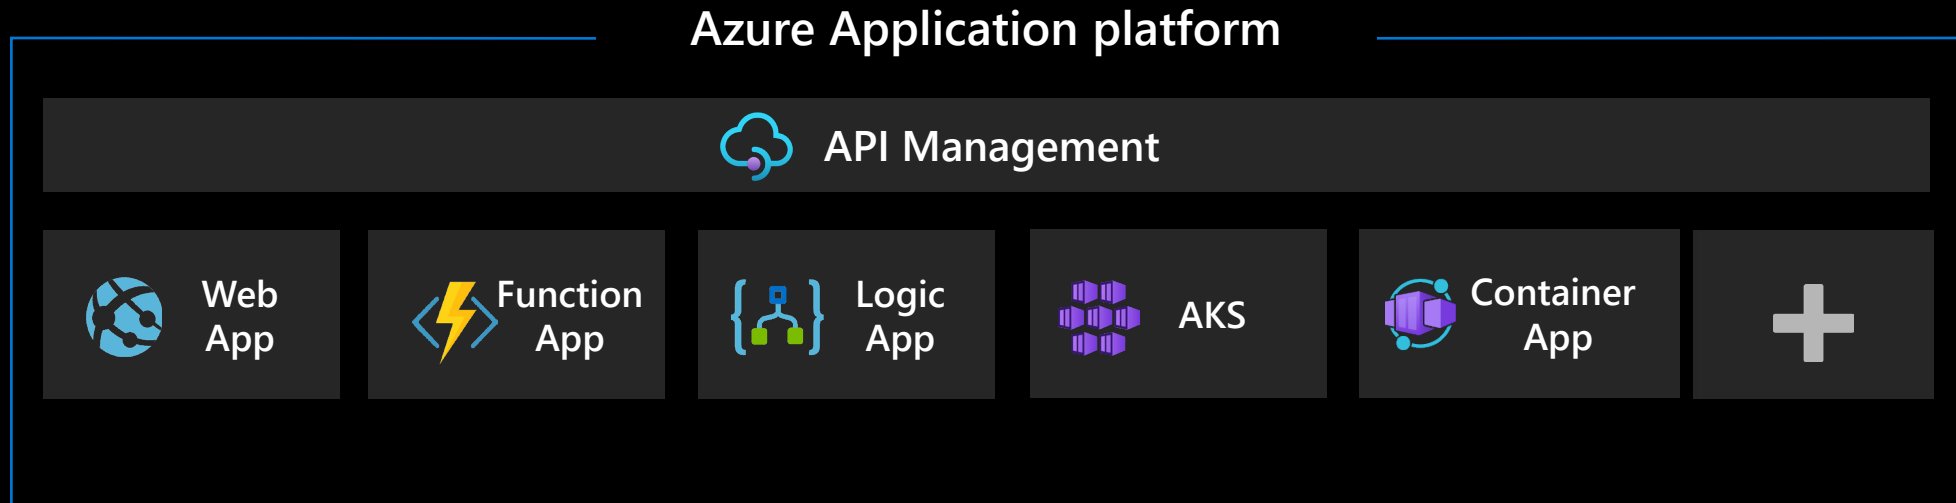 Azure Application platform
API Management
Web
App
Function
App
Logic
App
AKS
Container
App